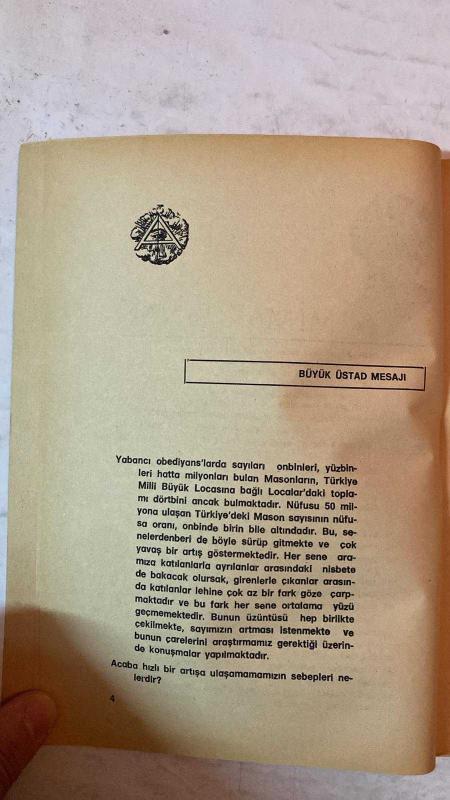 BÜYÜK ÜSTAD MESAJI
Yabancı obediyans'larda sayıları onbinleri, yüzbin-
leri hatta milyonları bulan Masonların, Türkiye
Milli Büyük Locasına bağlı Localar'daki topla-
mı dörtbini ancak bulmaktadır. Nüfusu 50 mil-
yona ulaşan Türkiye'deki Mason sayısının nüfu-
sa oranı, onbinde birin bile altındadır. Bu, se-
nelerdenberi de böyle sürüp gitmekte ve çok
yavaş bir artış göstermektedir. Her sene ara-
mıza katılanlarla ayrılanlar arasındaki nisbete
de bakacak olursak, girenlerle çıkanlar arasın-
da katılanlar lehine çok az bir fark göze çarp-
maktadır ve bu fark her sene ortalama yüzü
geçmemektedir. Bunun üzüntüsü hep birlikte
çekilmekte, sayımızın artması istenmekte ve
bunun çarelerini araştırmamız gerektiği üzerin-
de konuşmalar yapılmaktadır.
Acaba hızlı bir artışa ulaşamamamızın sebepleri ne-
lerdir?
4